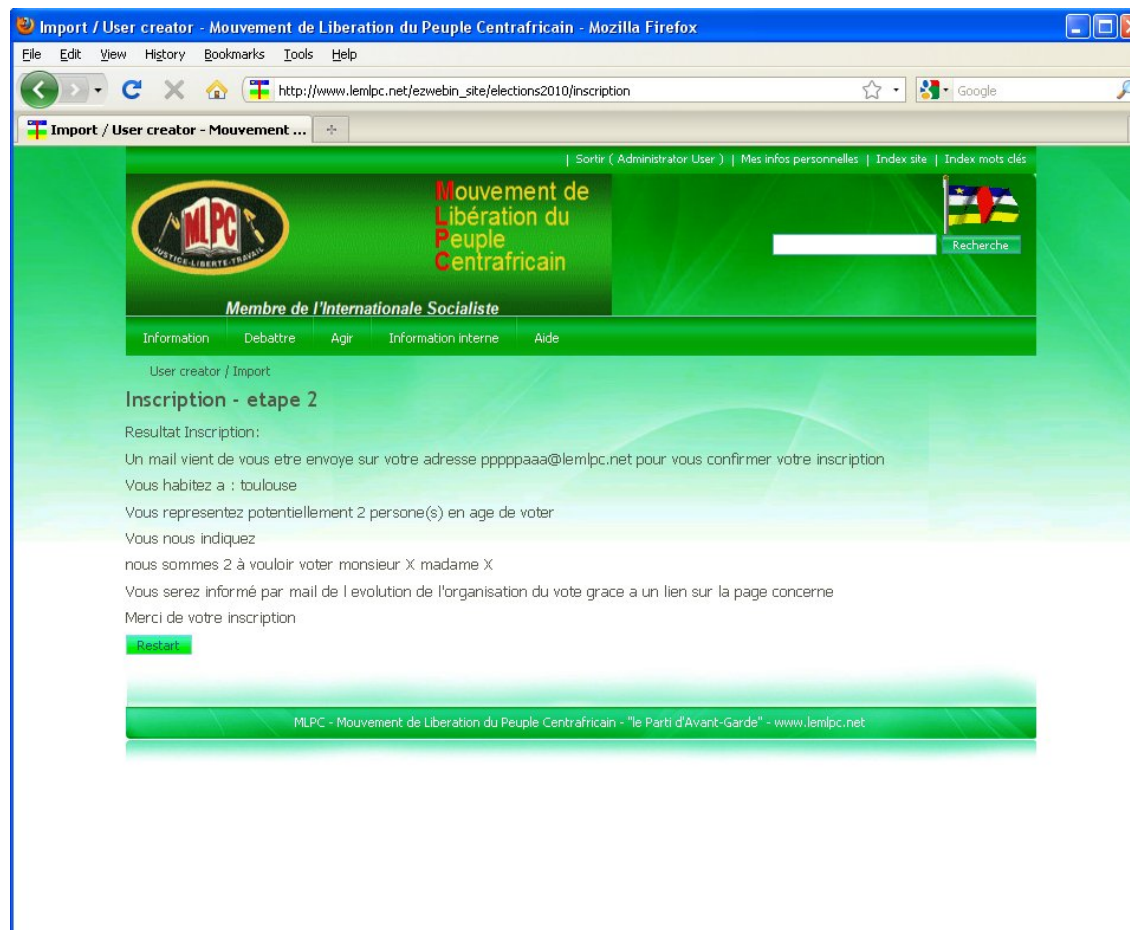 Import / User creator - Mouvement de Liberation du Peuple Centrafricain - Mozilla Firefox
File Edit View History Bookmarks Tools Help
http://www.lemlpc.net/ezwebin_site/elections2010/inscription
Google
Import / User creator - Mouvement ...
| Sortir ( Administrator User ) | Mes infos personnelles | Index site | Index mots clés
MLPC
JUSTICE-LIBERTE-TRAVAIL
Mouvement de
Libération du
Peuple
Centrafricain
Recherche
Membre de l'Internationale Socialiste
Information Debattre Agir Information interne Aide
User creator / Import
Inscription - etape 2
Resultat Inscription:
Un mail vient de vous etre envoye sur votre adresse pppppaaa@lemlpc.net pour vous confirmer votre inscription
Vous habitez a : toulouse
Vous representez potentiellement 2 persone(s) en age de voter
Vous nous indiquez
nous sommes 2 à vouloir voter monsieur X madame X
Vous serez informé par mail de l evolution de l'organisation du vote grace a un lien sur la page concerne
Merci de votre inscription
Restart
MLPC - Mouvement de Liberation du Peuple Centrafricain - "le Parti d'Avant-Garde" - www.lemlpc.net